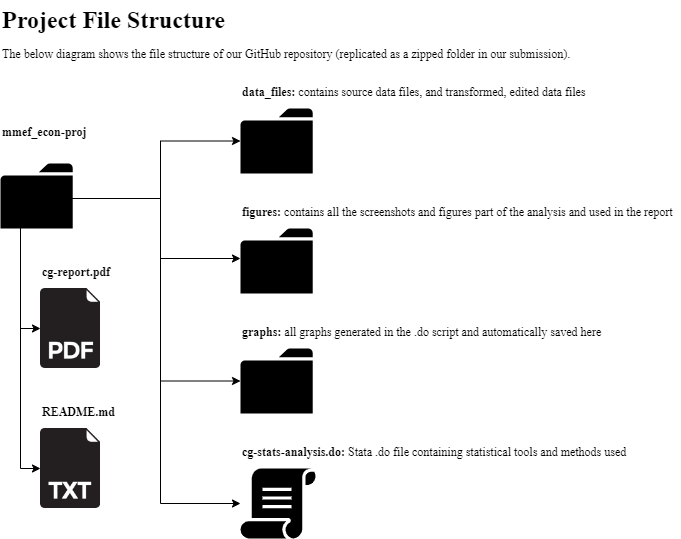 Project File Structure
The below diagram shows the file structure of our GitHub repository (replicated as a zipped folder in our submission).
data_files: contains source data files, and transformed, edited data files
mmef_econ-proj
figures: contains all the screenshots and figures part of the analysis and used in the report
cg-report.pdf
PDF
graphs: all graphs generated in the .do script and automatically saved here
README.md
TXT
cg-stats-analysis.do: Stata .do file containing statistical tools and methods used